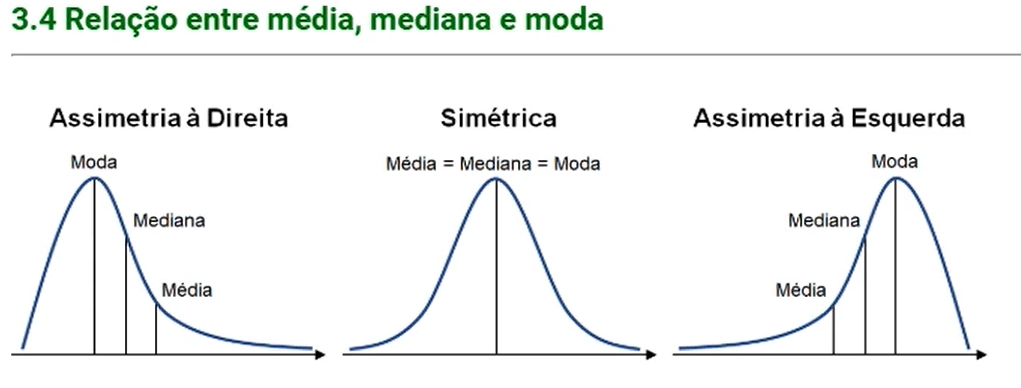 3.4 Relação entre média, mediana e moda
Assimetria à Direita
Moda
Mediana
Média
Simétrica
Média = Mediana = Moda
Assimetria à Esquerda
Moda
Mediana
Média